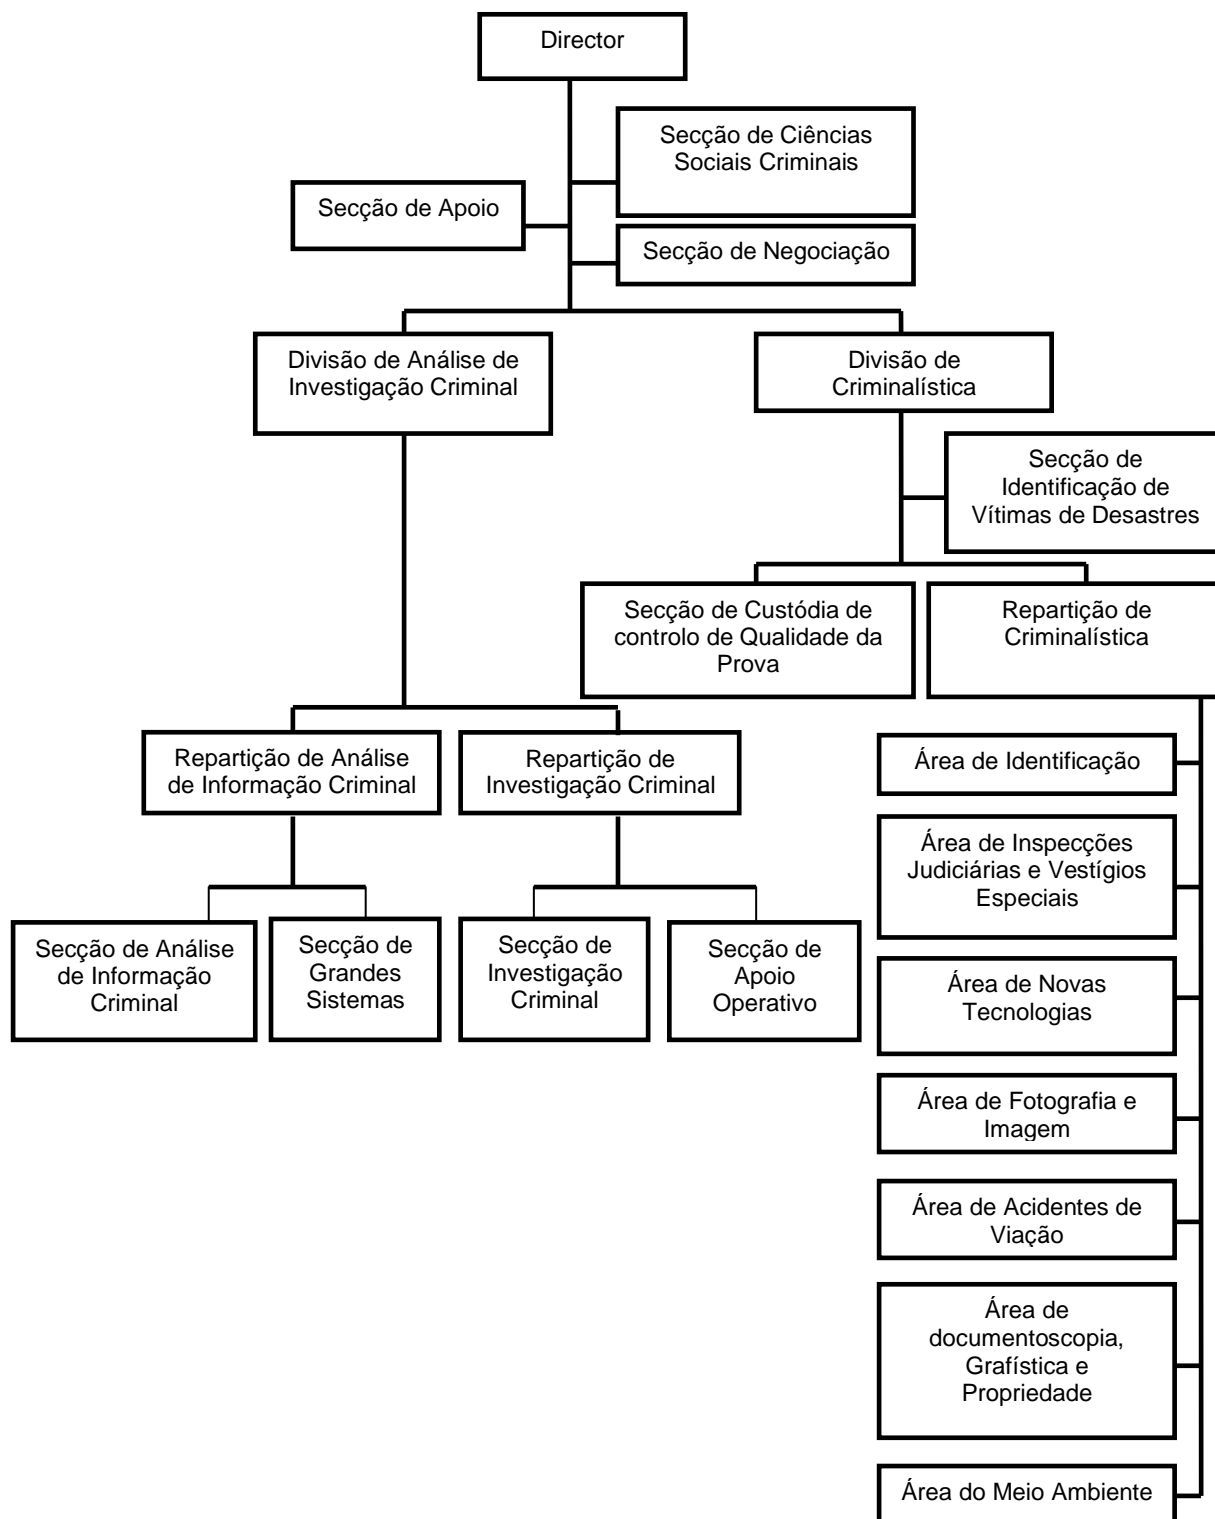 Director
Secção de Ciências
Sociais Criminais
Secção de Apoio
Secção de Negociação
Divisão de Análise de
Investigação Criminal
Divisão de
Criminalística
Secção de
Identificação de
Vítimas de Desastres
Secção de Custódia de
controlo de Qualidade da
Prova
Repartição de
Criminalística
Repartição de Análise
de Informação Criminal
Repartição de
Investigação Criminal
Área de Identificação
Área de Inspecções
Judiciárias e Vestígios
Especiais
Secção de Análise
de Informação
Criminal
Secção de
Grandes
Sistemas
Secção de
Investigação
Criminal
Secção de
Apoio
Operativo
Área de Novas
Tecnologias
Área de Fotografia e
Imagem
Área de Acidentes de
Viação
Área de
documentoscopia,
Grafística e
Propriedade
Área do Meio Ambiente